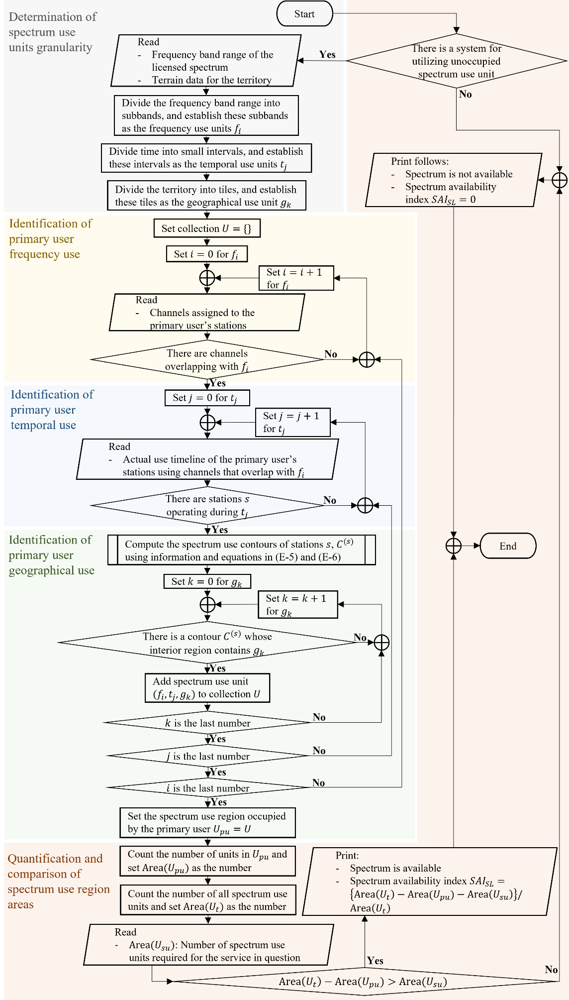 Start
Determination of
spectrum use
units granularity
There is a system for
utilizing unoccupied
spectrum use unit
Yes
No
Read
- Frequency band range of the
licensed spectrum
- Terrain data for the territory
Divide the frequency band range into
subbands, and establish these subbands
as the frequency use units f_i
Divide time into small intervals, and establish
these intervals as the temporal use units t_j
Divide the territory into tiles, and establish
these tiles as the geographical use unit g_k
Print follows:
- Spectrum is not available
- Spectrum availability
index SAI_SL = 0
Identification of
primary user
frequency use
Set collection U = {}
Set i = 0 for f_i
Set i = i + 1
for f_i
Read
- Channels assigned to the
primary user's stations
There are channels
overlapping with f_i
No
Yes
Identification of
primary user
temporal use
Set j = 0 for t_j
Set j = j + 1
for t_j
Read
- Actual use timeline of the primary user's
stations using channels that overlap with f_i
There are stations s
operating during t_j
No
Yes
Identification of
primary user
geographical use
Compute the spectrum use contours of stations s, C^(s)
using information and equations in (E-5) and (E-6)
End
Set k = 0 for g_k
Set k = k + 1
for g_k
There is a contour C^(s) whose
interior region contains g_k
No
Yes
Add spectrum use unit
(f_i, t_j, g_k) to collection U
k is the last number
No
Yes
j is the last number
No
Yes
i is the last number
No
Yes
Set the spectrum use region occupied
by the primary user U_pu = U
Quantification and
comparison of
spectrum use region
areas
Count the number of units in U_pu and
set Area(U_pu) as the number
Count the number of all spectrum use
units and set Area(U_t) as the number
Read
- Area(U_su): Number of spectrum use
units required for the service in question
Print:
- Spectrum is available
- Spectrum availability index SAI_SL =
{Area(U_t) − Area(U_pu) − Area(U_su)}/
Area(U_t)
Yes
No
Area(U_t) − Area(U_pu) > Area(U_su)